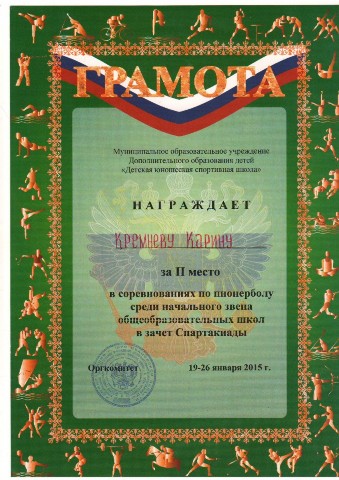 ГРАМОТА
Муниципальное образовательное учреждение
Дополнительного образования детей
«Детская юношеская спортивная школа»
НАГРАЖДАЕТ
Кремневу Карину
за II место
в соревнованиях по пионерболу
среди начального звена
общеобразовательных школ
в зачет Спартакиады
Оргкомитет 19-26 января 2015 г.